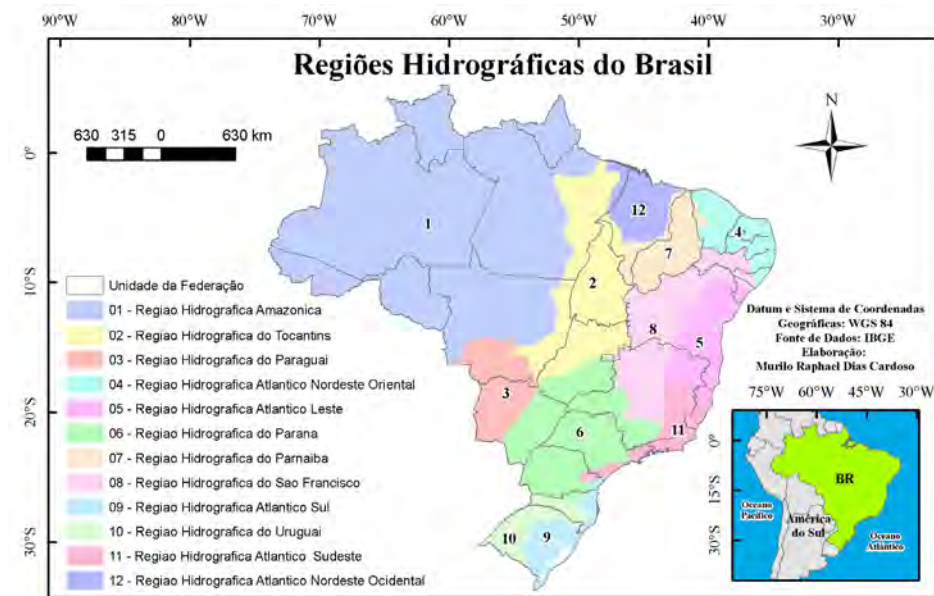 90°W 80°W 70°W 60°W 50°W 40°W 30°W
Regiões Hidrográficas do Brasil
630 315 0 630 km
N
0°
10°S
20°S
30°S
1
2
3
4
5
6
7
8
9
10
11
12
Unidade da Federação
01 - Regiao Hidrografica Amazonica
02 - Regiao Hidrografica do Tocantins
03 - Regiao Hidrografica do Paraguai
04 - Regiao Hidrografica Atlantico Nordeste Oriental
05 - Regiao Hidrografica Atlantico Leste
06 - Regiao Hidrografica do Parana
07 - Regiao Hidrografica do Parnaiba
08 - Regiao Hidrografica do Sao Francisco
09 - Regiao Hidrografica Atlantico Sul
10 - Regiao Hidrografica do Uruguai
11 - Regiao Hidrografica Atlantico Sudeste
12 - Regiao Hidrografica Atlantico Nordeste Ocidental
Datum e Sistema de Coordenadas
Geográficas: WGS 84
Fonte de Dados: IBGE
Elaboração:
Murilo Raphael Dias Cardoso
75°W 60°W 45°W 30°W
0°
15°S
30°S
BR
Oceano
Pacífico
América
do Sul
Oceano
Atlântico